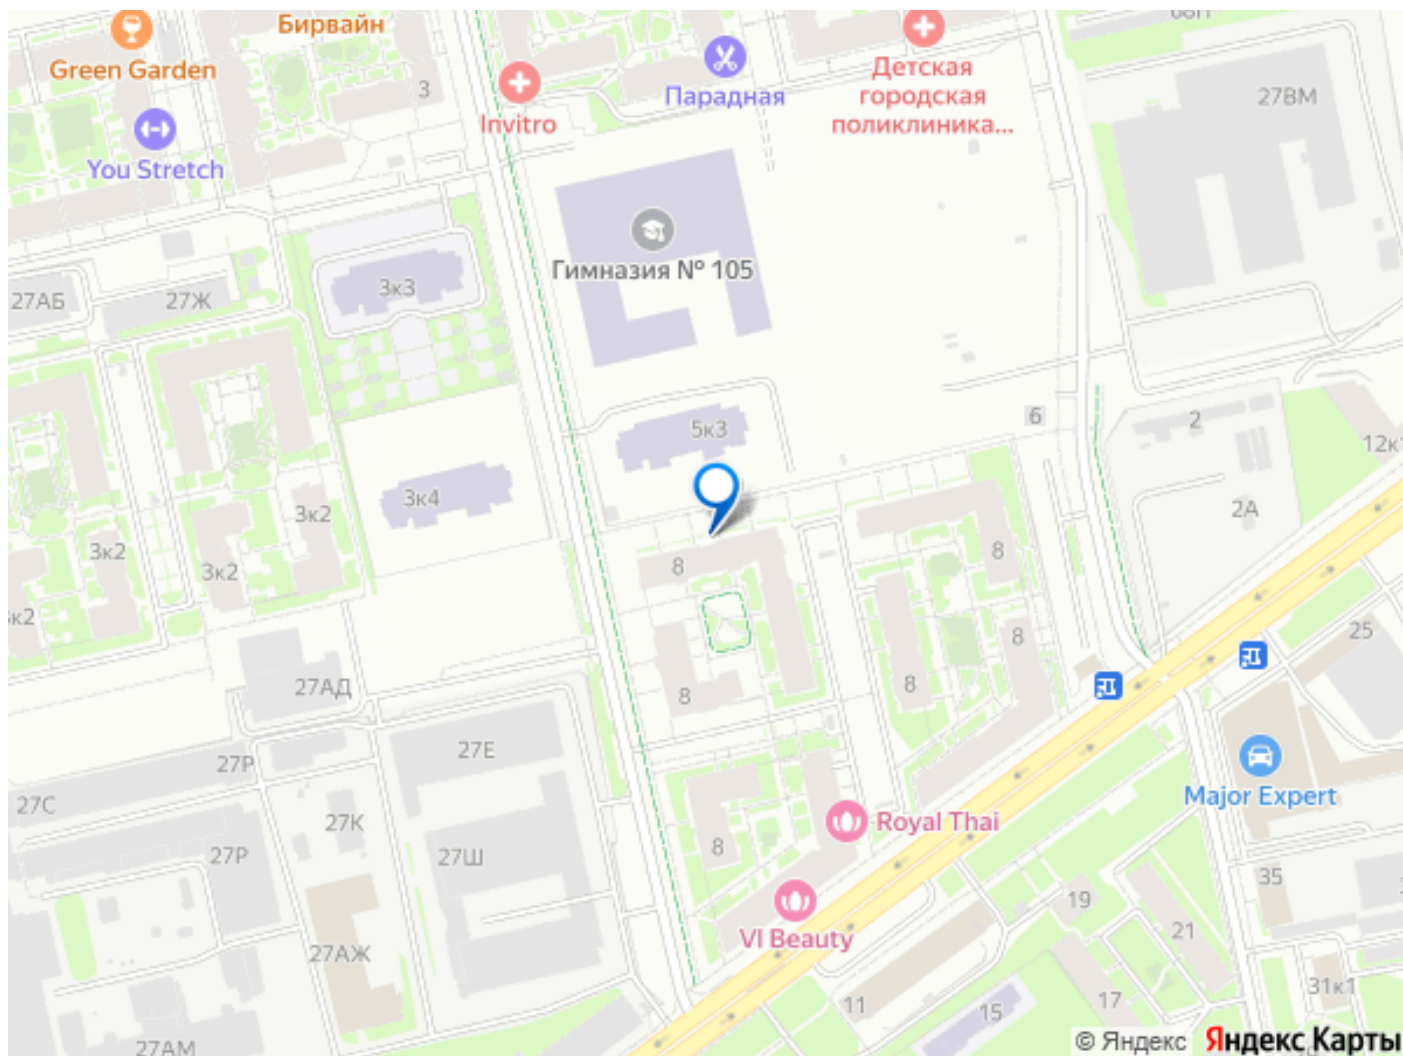 Бирвайн
Green Garden
3
Invitro
Парадная
Детская
городская
поликлиника...
27ВМ
You Stretch
Гимназия № 105
3к3
27АБ
27Ж
5к3
6
2
12к1
3к4
3к2
3к2
3к2
2А
8
8
8
25
8
8
27АД
27Е
27Р
27С
27К
27Р
27Ш
8
Royal Thai
Major Expert
VI Beauty
35
19
21
27АЖ
11
15
17
31к1
27АМ
© Яндекс Яндекс Карты